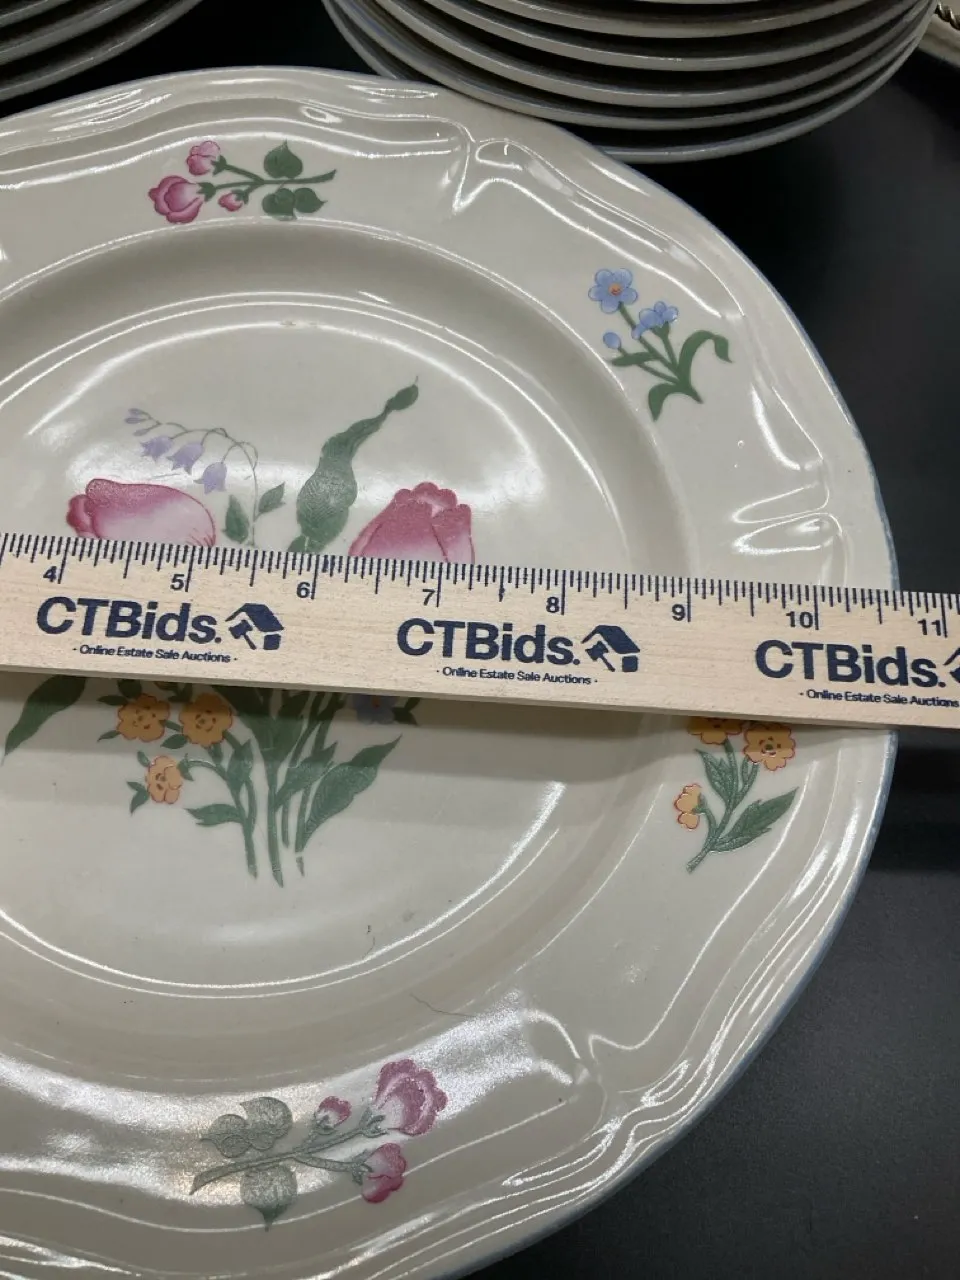 4 5 6 7 8 9 10 11
CTBids. CTBids. CTBids.
· Online Estate Sale Auctions · · Online Estate Sale Auctions · · Online Estate Sale Auctions